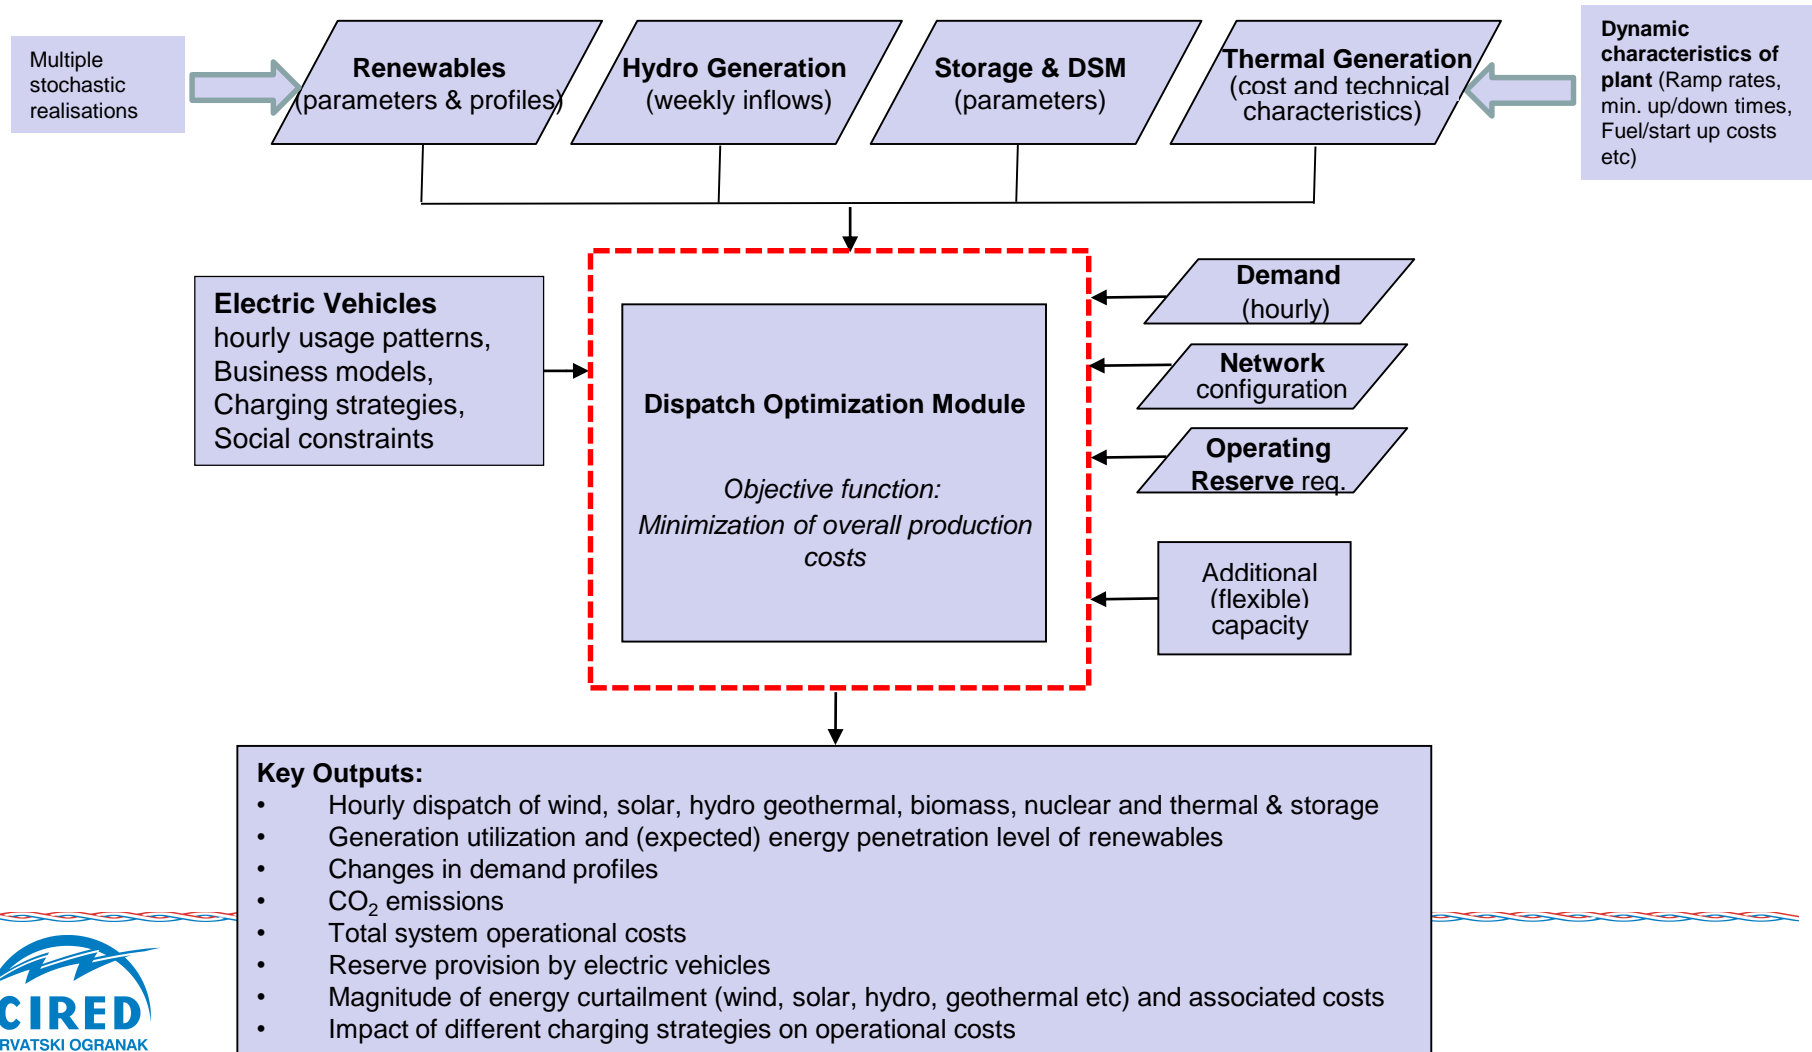 Multiple
stochastic
realisations
Renewables
(parameters & profiles)
Hydro Generation
(weekly inflows)
Storage & DSM
(parameters)
Thermal Generation
(cost and technical
characteristics)
Dynamic
characteristics of
plant (Ramp rates,
min. up/down times,
Fuel/start up costs
etc)
Electric Vehicles
hourly usage patterns,
Business models,
Charging strategies,
Social constraints
Dispatch Optimization Module
Objective function:
Minimization of overall production
costs
Demand
(hourly)
Network
configuration
Operating
Reserve req.
Additional
(flexible)
capacity
Key Outputs:
• Hourly dispatch of wind, solar, hydro geothermal, biomass, nuclear and thermal & storage
• Generation utilization and (expected) energy penetration level of renewables
• Changes in demand profiles
• CO₂ emissions
• Total system operational costs
• Reserve provision by electric vehicles
• Magnitude of energy curtailment (wind, solar, hydro, geothermal etc) and associated costs
• Impact of different charging strategies on operational costs
CIRED
RVATSKI OGRANAK